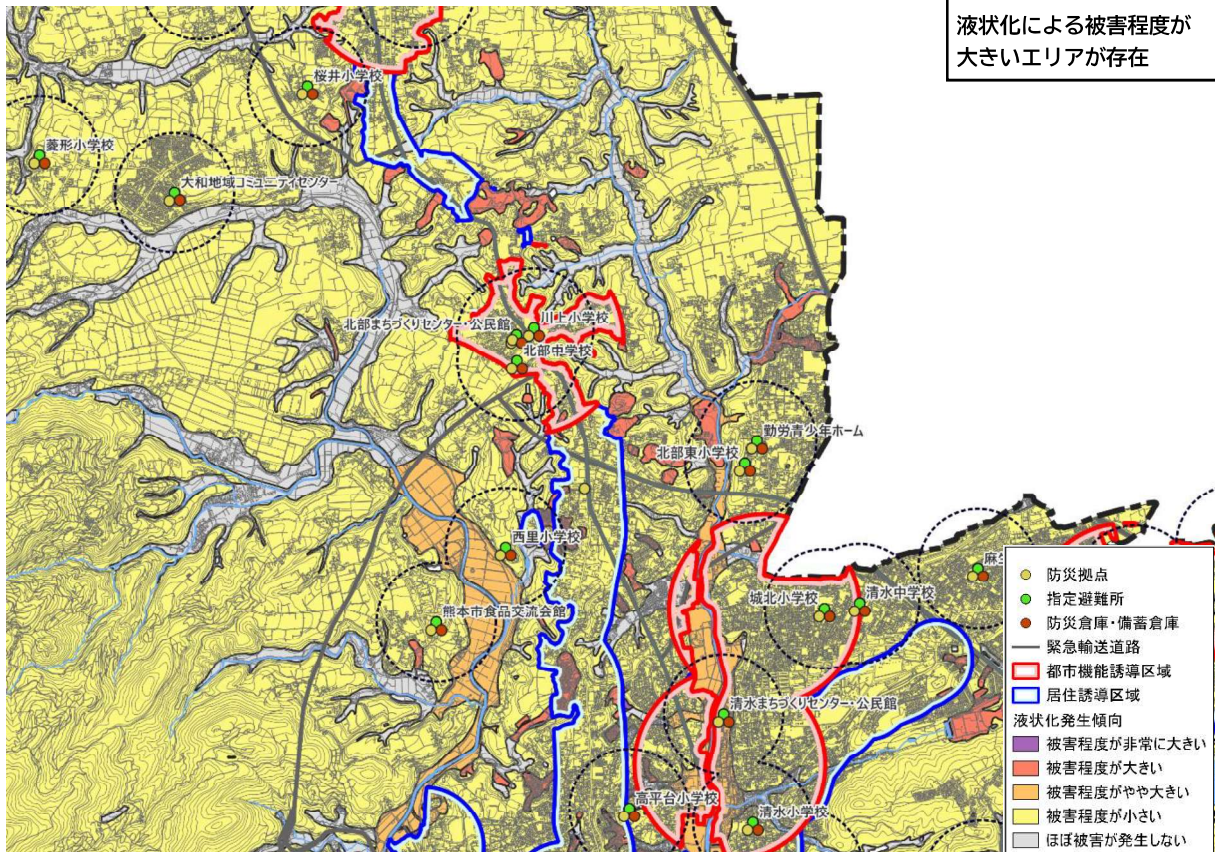 液状化による被害程度が
大きいエリアが存在
桜井小学校
菱形小学校
大和地域コミュニティセンター
川上小学校
北部まちづくりセンター・公民館
北部中学校
勤労青少年ホーム
北部東小学校
西里小学校
熊本市食品交流会館
城北小学校
清水中学校
麻生
清水まちづくりセンター・公民館
高平台小学校
清水小学校
防災拠点
指定避難所
防災倉庫・備蓄倉庫
緊急輸送道路
都市機能誘導区域
居住誘導区域
液状化発生傾向
被害程度が非常に大きい
被害程度が大きい
被害程度がやや大きい
被害程度が小さい
ほぼ被害が発生しない